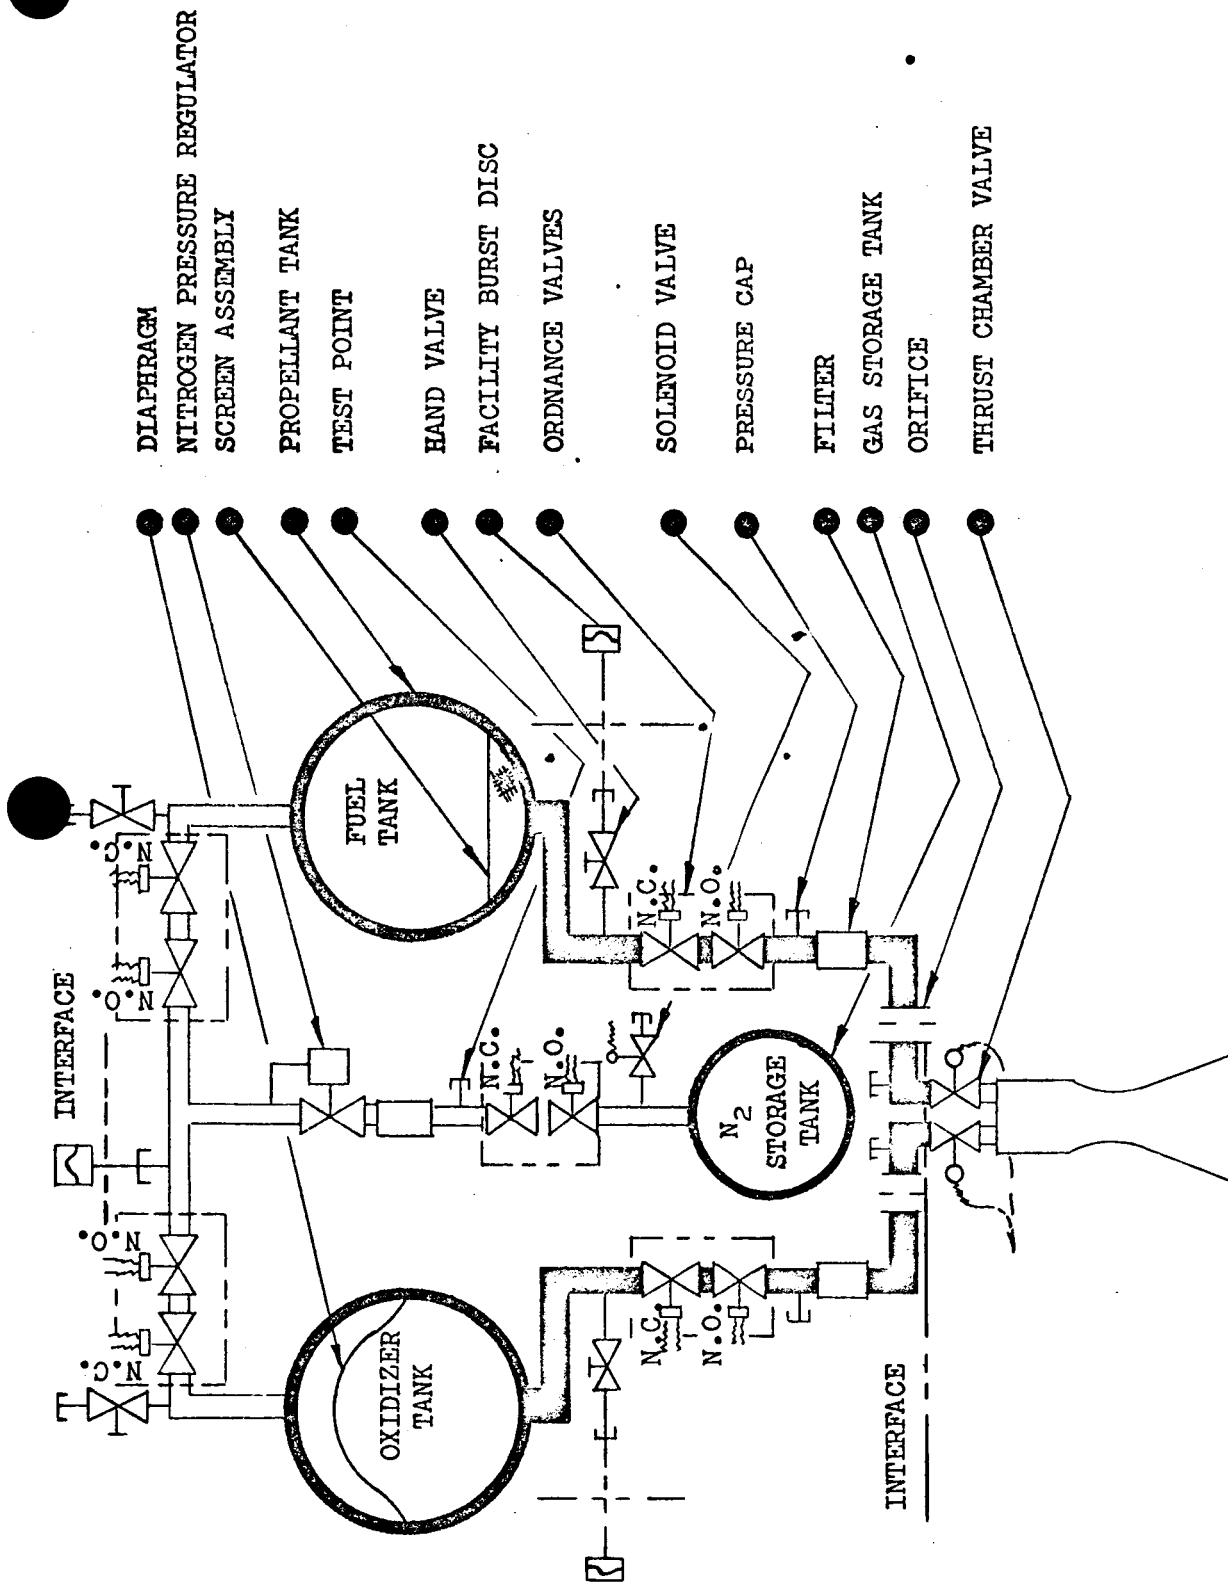 DIAPHRAGM
NITROGEN PRESSURE REGULATOR
SCREEN ASSEMBLY
PROPELLANT TANK
TEST POINT
HAND VALVE
FACILITY BURST DISC
ORDNANCE VALVES
SOLENOID VALVE
PRESSURE CAP
FILTER
GAS STORAGE TANK
ORIFICE
THRUST CHAMBER VALVE
N.C.
N.O.
FUEL
TANK
N.C.
N.O.
INTERFACE
N.C.
N.O.
N2
STORAGE
TANK
N.O.
N.C.
OXIDIZER
TANK
N.C.
N.O.
INTERFACE